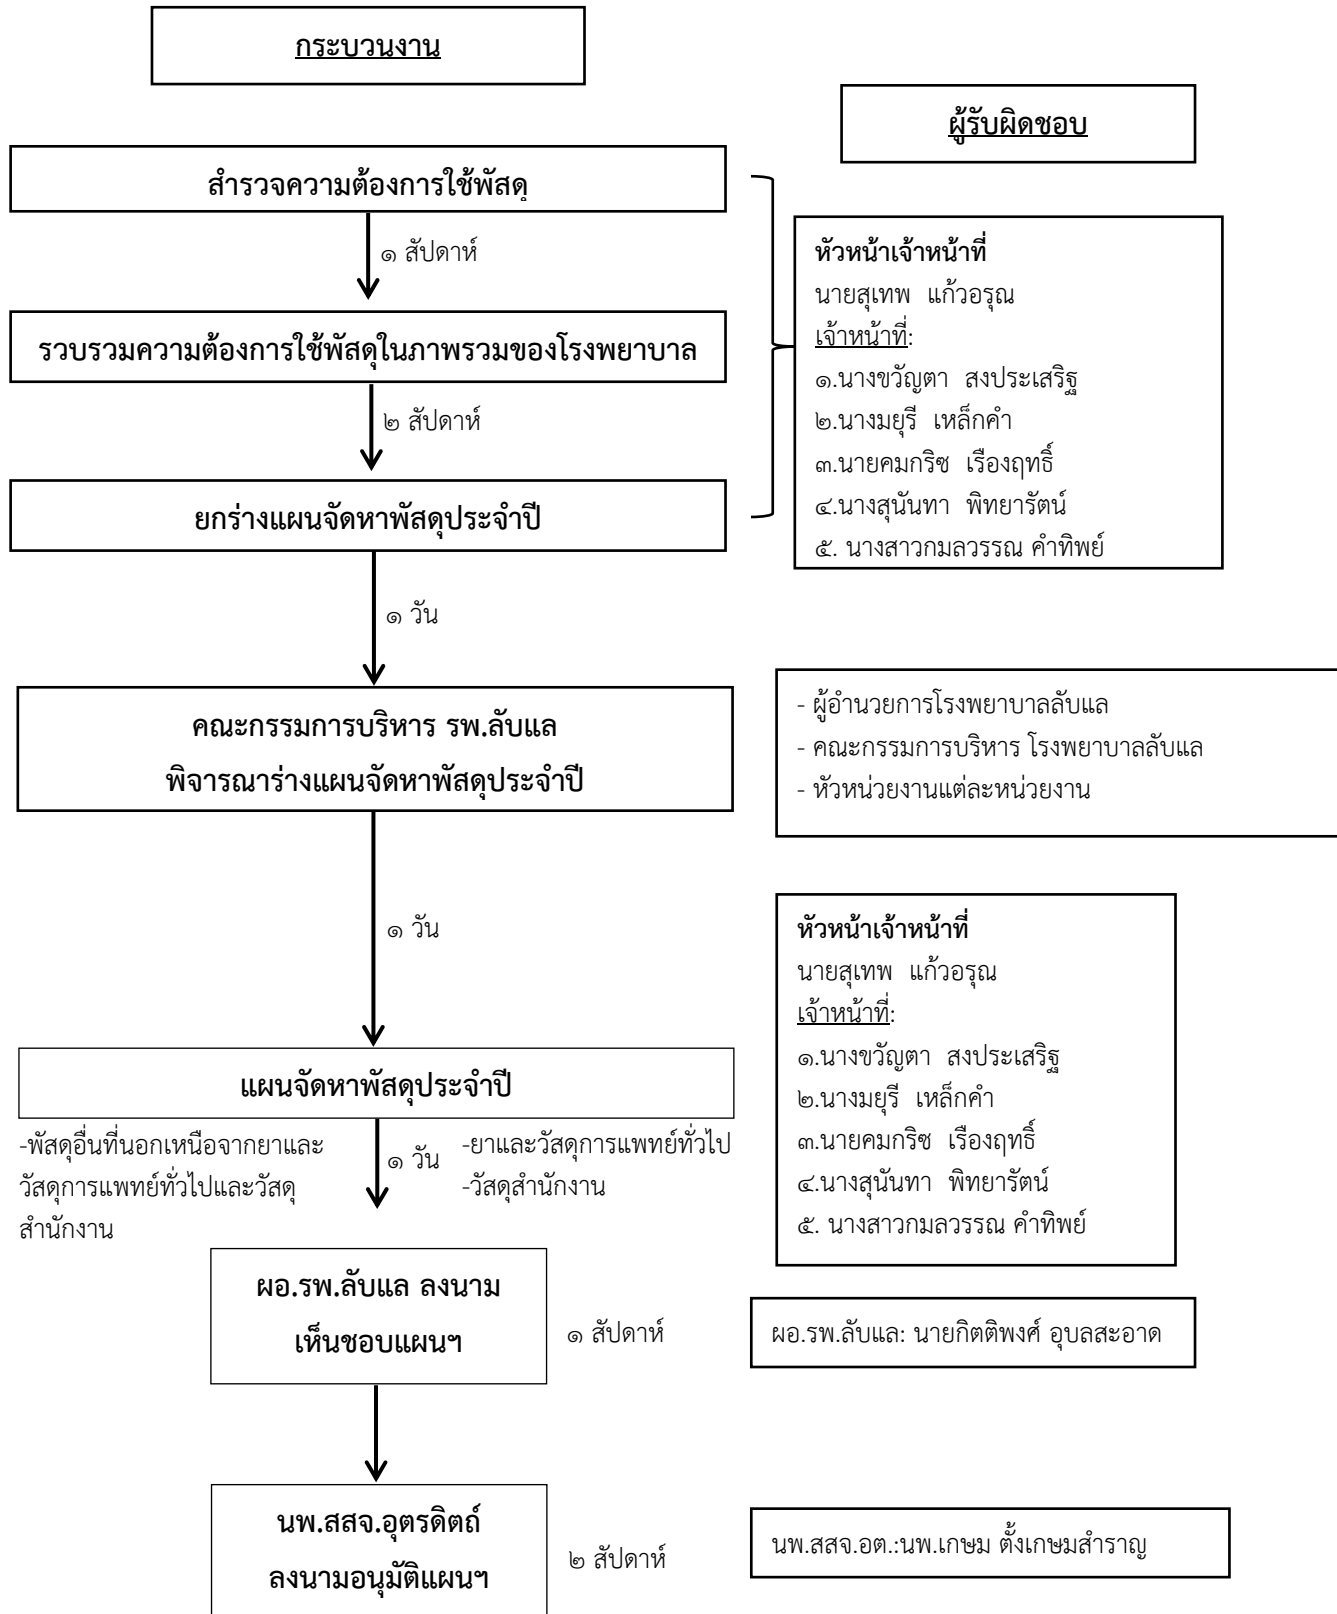 กระบวนงาน
ผู้รับผิดชอบ
สำรวจความต้องการใช้พัสดุ
๑ สัปดาห์
รวบรวมความต้องการใช้พัสดุในภาพรวมของโรงพยาบาล
๒ สัปดาห์
ยกร่างแผนจัดหาพัสดุประจำปี
หัวหน้าเจ้าหน้าที่
นายสุเทพ แก้วอรุณ
เจ้าหน้าที่:
๑.นางขวัญตา สงประเสริฐ
๒.นางมยุรี เหล็กคำ
๓.นายคมกริช เรืองฤทธิ์
๔.นางสุนันทา พิทยารัตน์
๕. นางสาวกมลวรรณ คำทิพย์
๑ วัน
คณะกรรมการบริหาร รพ.ลับแล
พิจารณาร่างแผนจัดหาพัสดุประจำปี
- ผู้อำนวยการโรงพยาบาลลับแล
- คณะกรรมการบริหาร โรงพยาบาลลับแล
- หัวหน่วยงานแต่ละหน่วยงาน
๑ วัน
หัวหน้าเจ้าหน้าที่
นายสุเทพ แก้วอรุณ
เจ้าหน้าที่:
๑.นางขวัญตา สงประเสริฐ
๒.นางมยุรี เหล็กคำ
๓.นายคมกริช เรืองฤทธิ์
๔.นางสุนันทา พิทยารัตน์
๕. นางสาวกมลวรรณ คำทิพย์
แผนจัดหาพัสดุประจำปี
-พัสดุอื่นที่นอกเหนือจากยาและ
วัสดุการแพทย์ทั่วไปและวัสดุ
สำนักงาน
๑ วัน
-ยาและวัสดุการแพทย์ทั่วไป
-วัสดุสำนักงาน
ผอ.รพ.ลับแล ลงนาม
เห็นชอบแผนฯ
๑ สัปดาห์
ผอ.รพ.ลับแล: นายกิตติพงศ์ อุบลสะอาด
นพ.สสจ.อุตรดิตถ์
ลงนามอนุมัติแผนฯ
๒ สัปดาห์
นพ.สสจ.อต.:นพ.เกษม ตั้งเกษมสำราญ